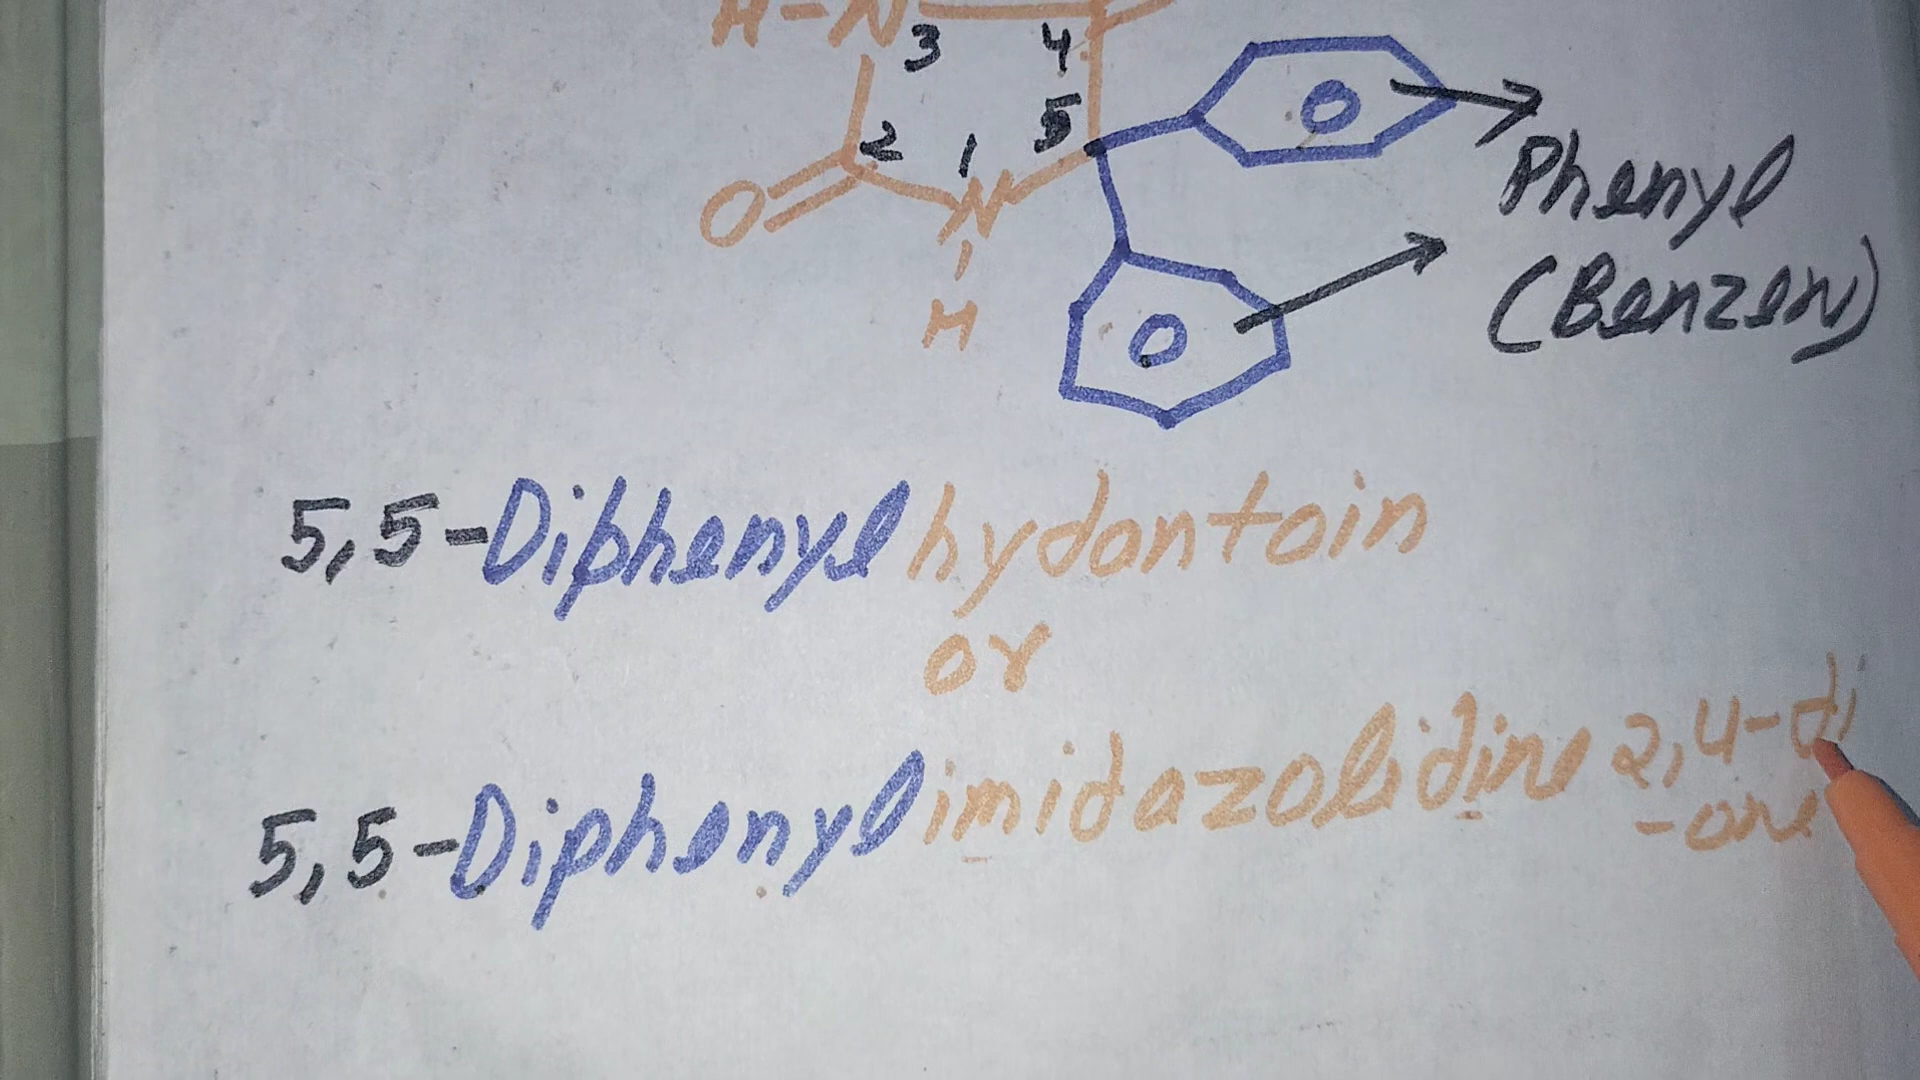 H-N
3 4
5
2 1
O N
H
Phenyl
(Benzen)
5,5-Diphenyl hydontoin
or
5,5-Diphenyl imidazolidine 2,4-di
-one